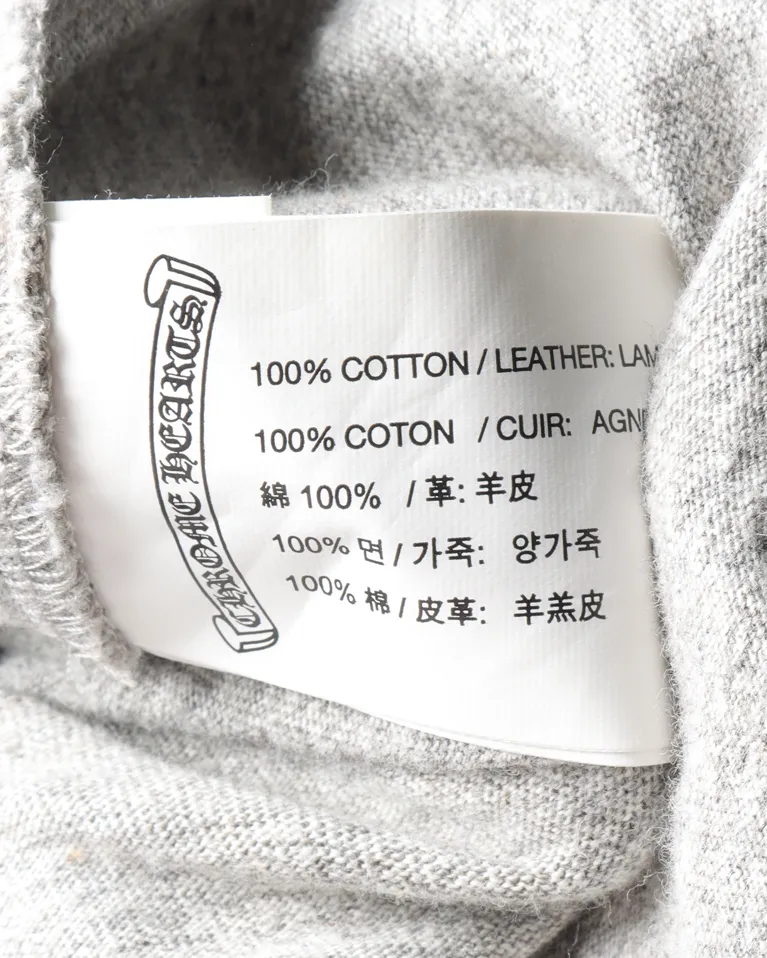 CHROME HEARTS
100% COTTON / LEATHER: LAM
100% COTON / CUIR: AGN
綿 100% / 革: 羊皮
100% 면 / 가죽: 양가죽
100% 棉 / 皮革: 羊羔皮